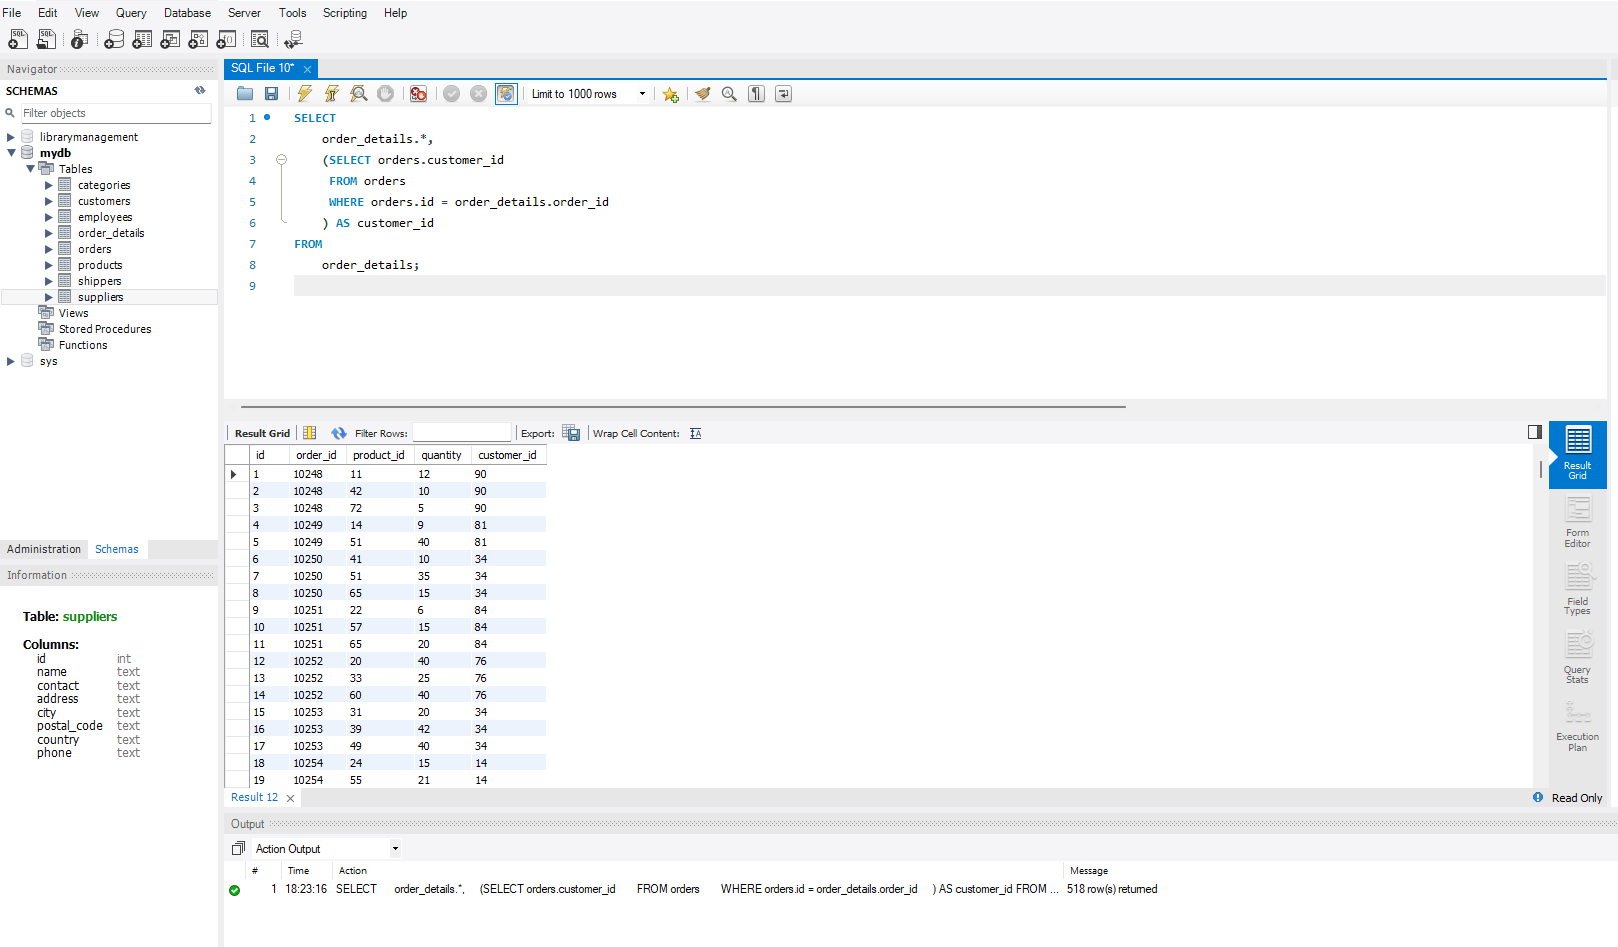 File Edit View Query Database Server Tools Scripting Help
Navigator
SCHEMAS
Filter objects
librarymanagement
mydb
Tables
categories
customers
employees
order_details
orders
products
shippers
suppliers
Views
Stored Procedures
Functions
sys
Administration Schemas
Information
Table: suppliers
Columns:
id int
name text
contact text
address text
city text
postal_code text
country text
phone text
SQL File 10*
Limit to 1000 rows
1 SELECT
2 order_details.*,
3 (SELECT orders.customer_id
4 FROM orders
5 WHERE orders.id = order_details.order_id
6 ) AS customer_id
7 FROM
8 order_details;
9
Result Grid Filter Rows: Export: Wrap Cell Content:
id order_id product_id quantity customer_id
1 10248 11 12 90
2 10248 42 10 90
3 10248 72 5 90
4 10249 14 9 81
5 10249 51 40 81
6 10250 41 10 34
7 10250 51 35 34
8 10250 65 15 34
9 10251 22 6 84
10 10251 57 15 84
11 10251 65 20 84
12 10252 20 40 76
13 10252 33 25 76
14 10252 60 40 76
15 10253 31 20 34
16 10253 39 42 34
17 10253 49 40 34
18 10254 24 15 14
19 10254 55 21 14
Result
Grid
Form
Editor
Field
Types
Query
Stats
Execution
Plan
Result 12
Read Only
Output
Action Output
# Time Action Message
1 18:23:16 SELECT order_details.*, (SELECT orders.customer_id FROM orders WHERE orders.id = order_details.order_id ) AS customer_id FROM ... 518 row(s) returned